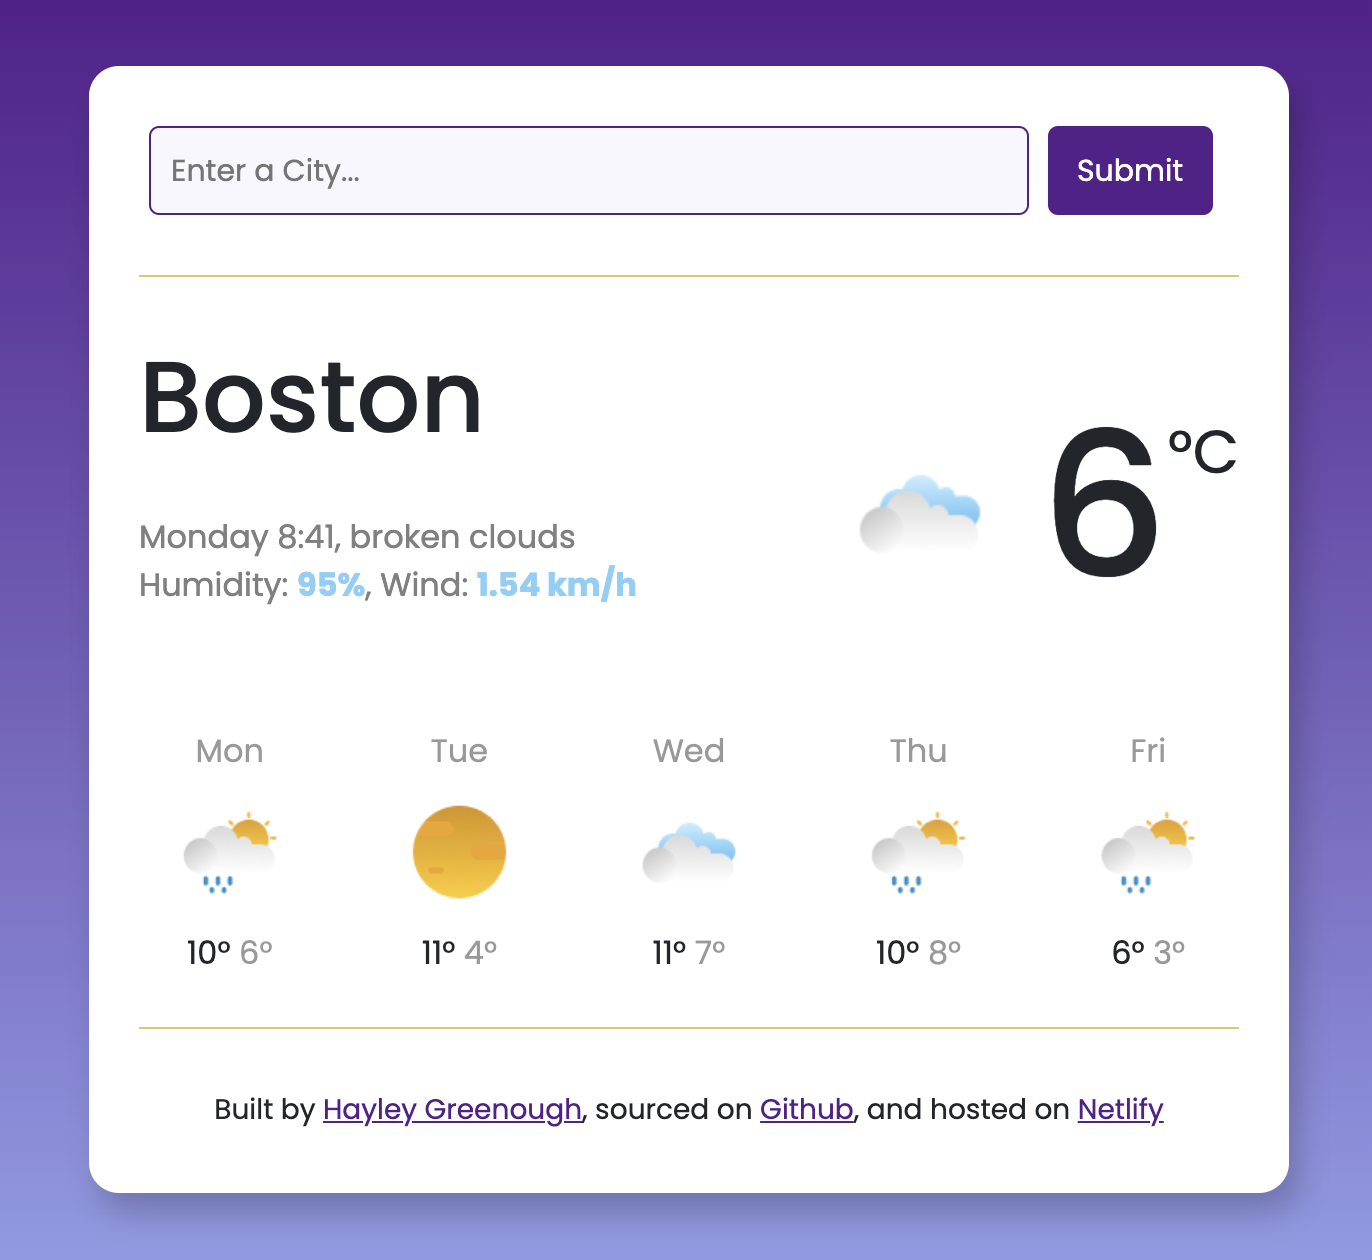 Enter a City...
Submit
Boston
6
°C
Monday 8:41, broken clouds
Humidity: 95%, Wind: 1.54 km/h
Mon
Tue
Wed
Thu
Fri
10° 6°
11° 4°
11° 7°
10° 8°
6° 3°
Built by Hayley Greenough, sourced on Github, and hosted on Netlify